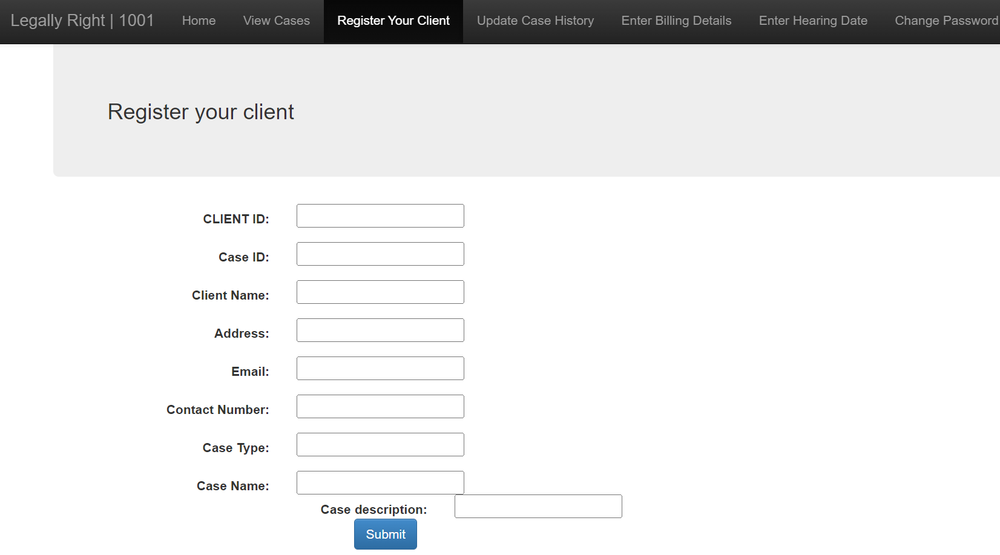 Legally Right | 1001 Home View Cases Register Your Client Update Case History Enter Billing Details Enter Hearing Date Change Password
Register your client
CLIENT ID:
Case ID:
Client Name:
Address:
Email:
Contact Number:
Case Type:
Case Name:
Case description:
Submit